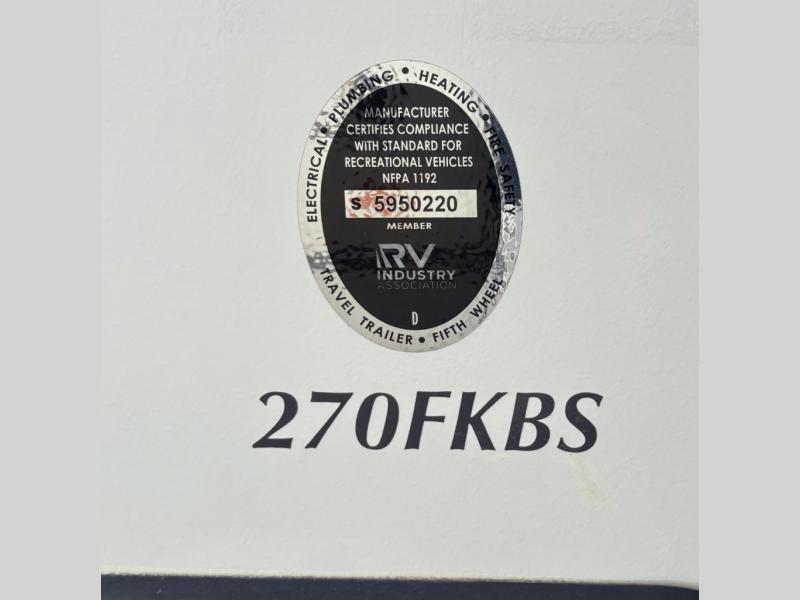 ELECTRICAL • PLUMBING • HEATING • FIRE SAFETY
MANUFACTURER
CERTIFIES COMPLIANCE
WITH STANDARD FOR
RECREATIONAL VEHICLES
NFPA 1192
S 5950220
MEMBER
RV
INDUSTRY
ASSOCIATION
D
TRAVEL TRAILER • FIFTH WHEEL
270FKBS